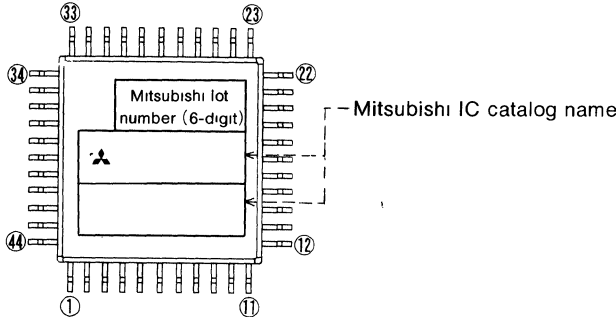 33 23
34 22
Mitsubishi lot
number (6-digit)
Mitsubishi IC catalog name
44 12
1 11